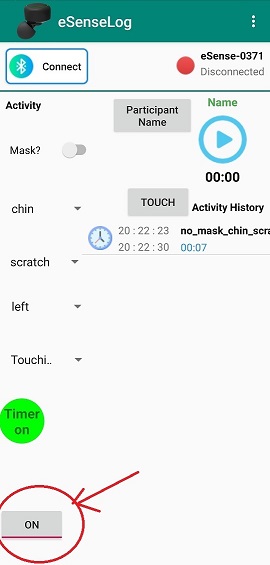 eSenseLog
Connect
eSense-0371
Disconnected
Activity
Participant
Name
Name
Mask?
00:00
chin
TOUCH
Activity History
20 : 22 : 23
no_mask_chin_scra
20 : 22 : 30
00:07
scratch
left
Touchi..
Timer
on
ON